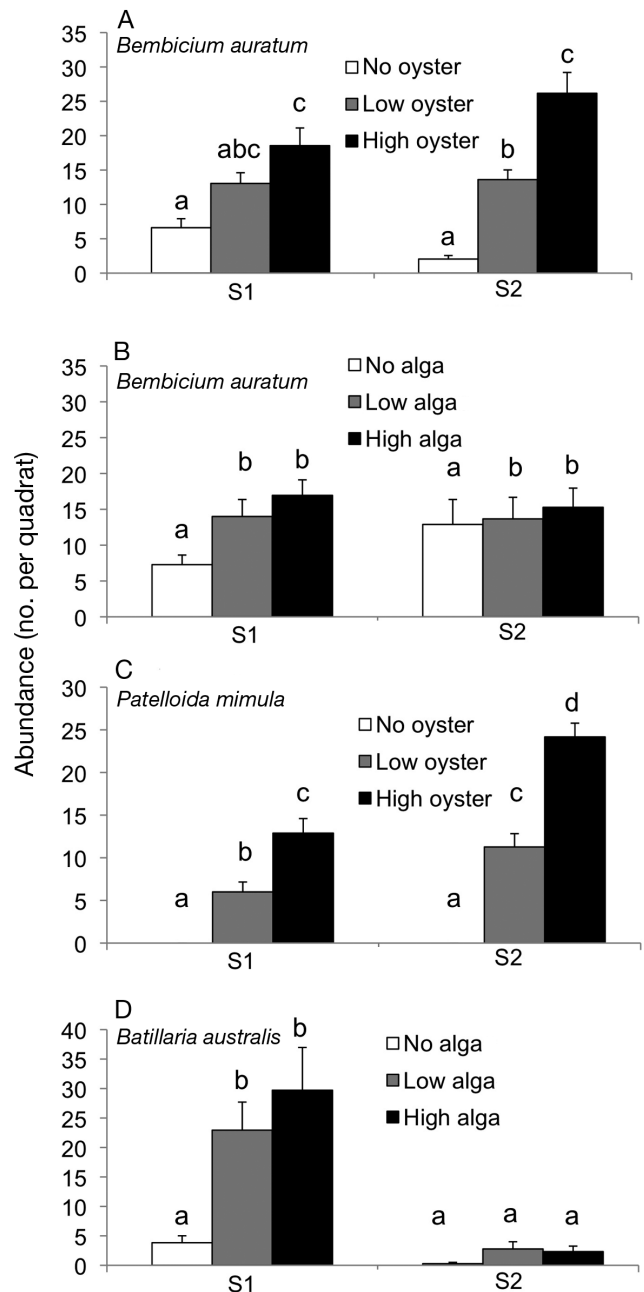 Abundance (no. per quadrat)
A
Bembicium auratum
35
30
25
20
15
10
5
0
No oyster
Low oyster
High oyster
a
abc
c
a
b
c
S1
S2
B
Bembicium auratum
35
30
25
20
15
10
5
0
No alga
Low alga
High alga
a
b
b
a
b
b
S1
S2
C
Patelloida mimula
30
25
20
15
10
5
0
No oyster
Low oyster
High oyster
a
b
c
a
c
d
S1
S2
D
Batillaria australis
40
35
30
25
20
15
10
5
0
No alga
Low alga
High alga
a
b
b
a
a
a
S1
S2